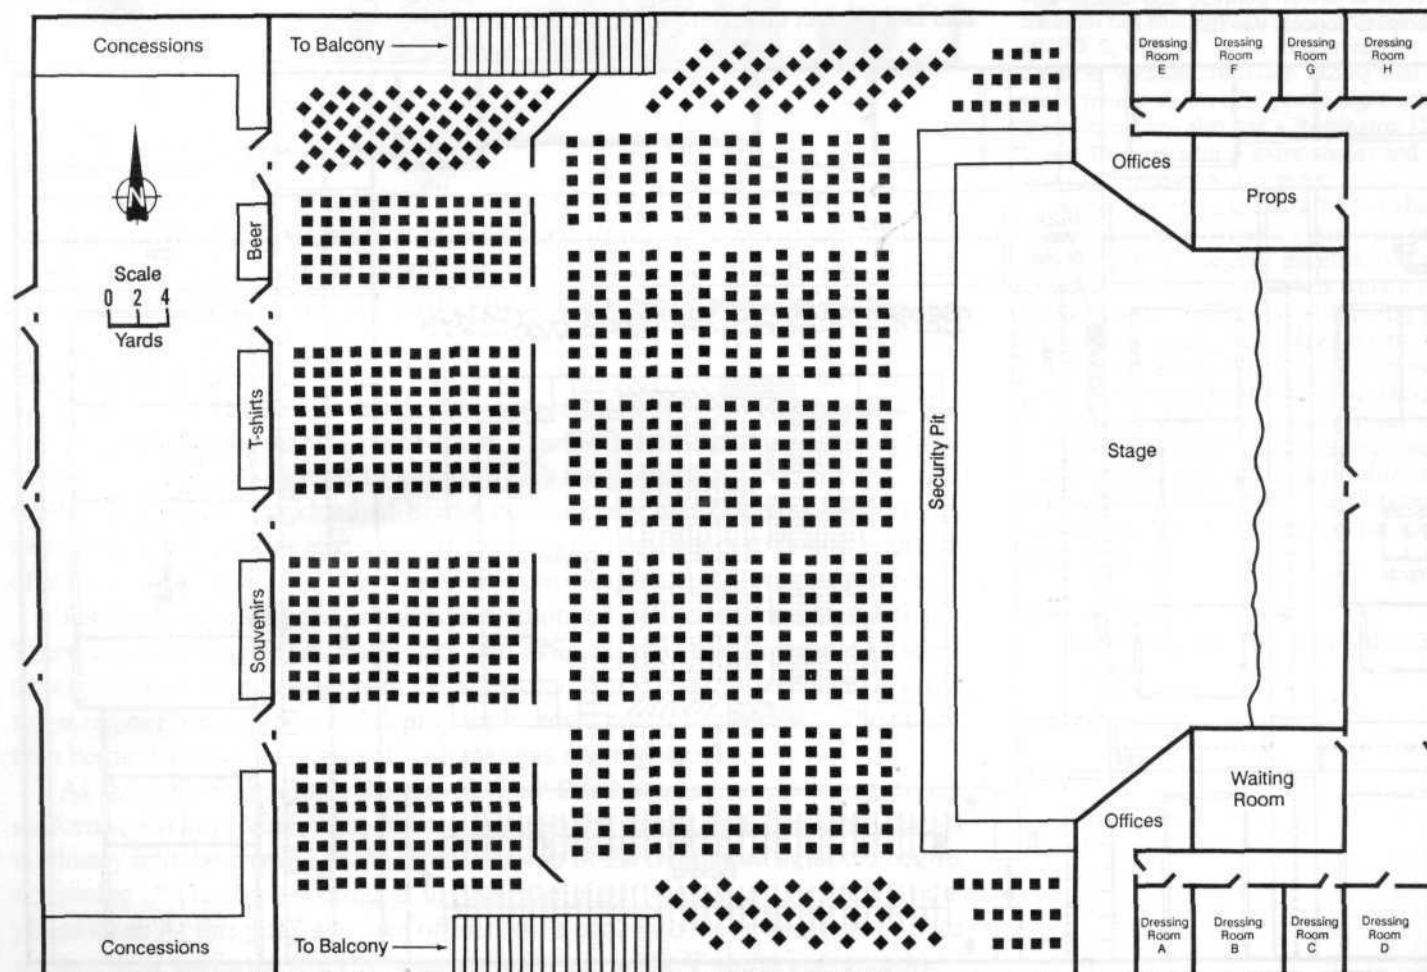 Concessions
To Balcony
Dressing
Room
E
Dressing
Room
F
Dressing
Room
G
Dressing
Room
H
Offices
Props
N
Beer
Scale
0 2 4
Yards
T-shirts
Security Pit
Stage
Souvenirs
Waiting
Room
Offices
Concessions
To Balcony
Dressing
Room
A
Dressing
Room
B
Dressing
Room
C
Dressing
Room
D